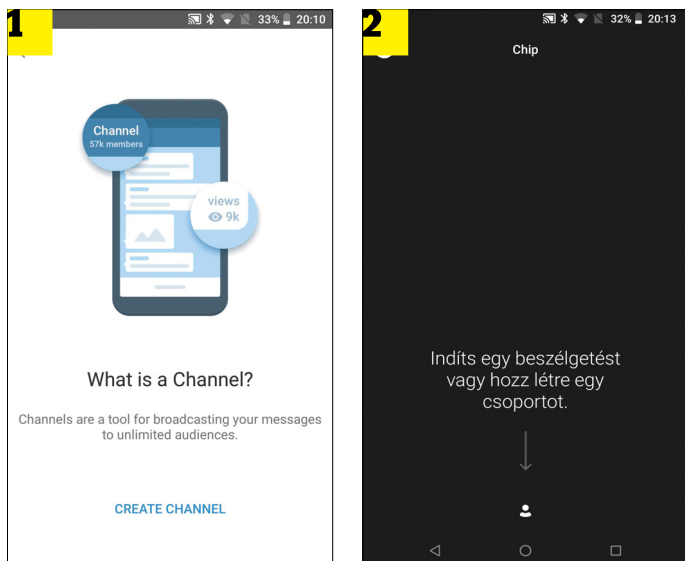 1
33% 20:10
Channel
57k members
views
9k
What is a Channel?
Channels are a tool for broadcasting your messages
to unlimited audiences.
CREATE CHANNEL
2
32% 20:13
Chip
Indíts egy beszélgetést
vagy hozz létre egy
csoportot.